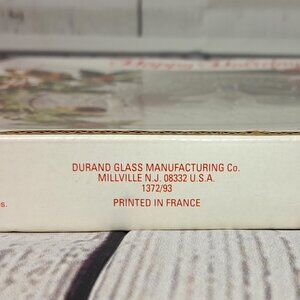 DURAND GLASS MANUFACTURING Co.
MILLVILLE N.J. 08332 U.S.A.
1372/93
PRINTED IN FRANCE